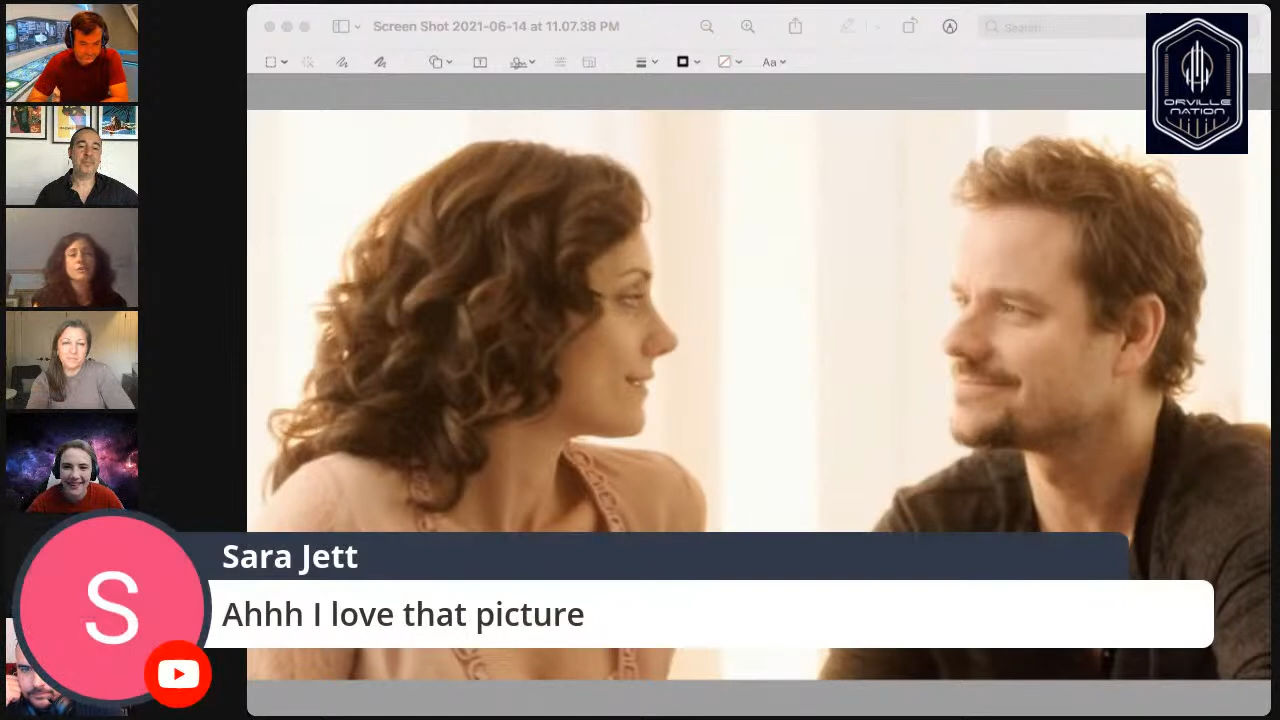 Screen Shot 2021-06-14 at 11.07.38 PM
Search
Aa
ORVILLE
NATION
Sara Jett
S
Ahhh I love that picture